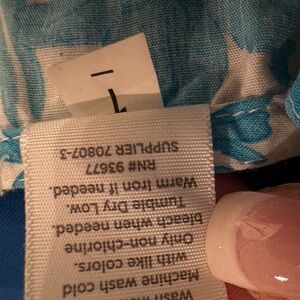 Machine wash cold
with like colors.
Only non-chlorine
bleach when needed.
Tumble Dry Low.
Warm Iron if needed.
RN# 93677
SUPPLIER 70807-3